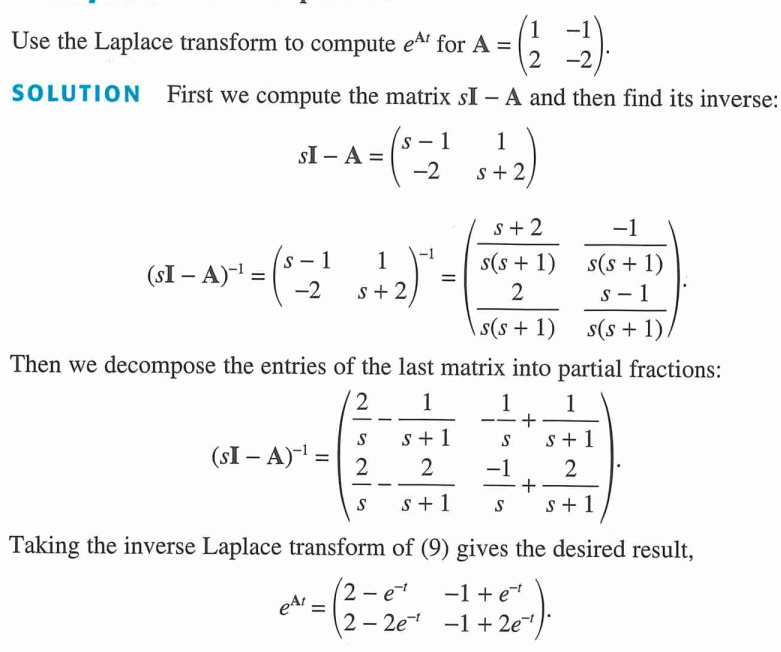 Use the Laplace transform to compute $e^{\mathbf{A}t}$ for $\mathbf{A} = \begin{pmatrix} 1 & -1 \\ 2 & -2 \end{pmatrix}$.
SOLUTION First we compute the matrix $s\mathbf{I} - \mathbf{A}$ and then find its inverse:
$s\mathbf{I} - \mathbf{A} = \begin{pmatrix} s-1 & 1 \\ -2 & s+2 \end{pmatrix}$
$(s\mathbf{I} - \mathbf{A})^{-1} = \begin{pmatrix} s-1 & 1 \\ -2 & s+2 \end{pmatrix}^{-1} = \begin{pmatrix} \frac{s+2}{s(s+1)} & \frac{-1}{s(s+1)} \\ \frac{2}{s(s+1)} & \frac{s-1}{s(s+1)} \end{pmatrix}.$
Then we decompose the entries of the last matrix into partial fractions:
$(s\mathbf{I} - \mathbf{A})^{-1} = \begin{pmatrix} \frac{2}{s} - \frac{1}{s+1} & -\frac{1}{s} + \frac{1}{s+1} \\ \frac{2}{s} - \frac{2}{s+1} & \frac{-1}{s} + \frac{2}{s+1} \end{pmatrix}.$
Taking the inverse Laplace transform of (9) gives the desired result,
$e^{\mathbf{A}t} = \begin{pmatrix} 2 - e^{-t} & -1 + e^{-t} \\ 2 - 2e^{-t} & -1 + 2e^{-t} \end{pmatrix}.$